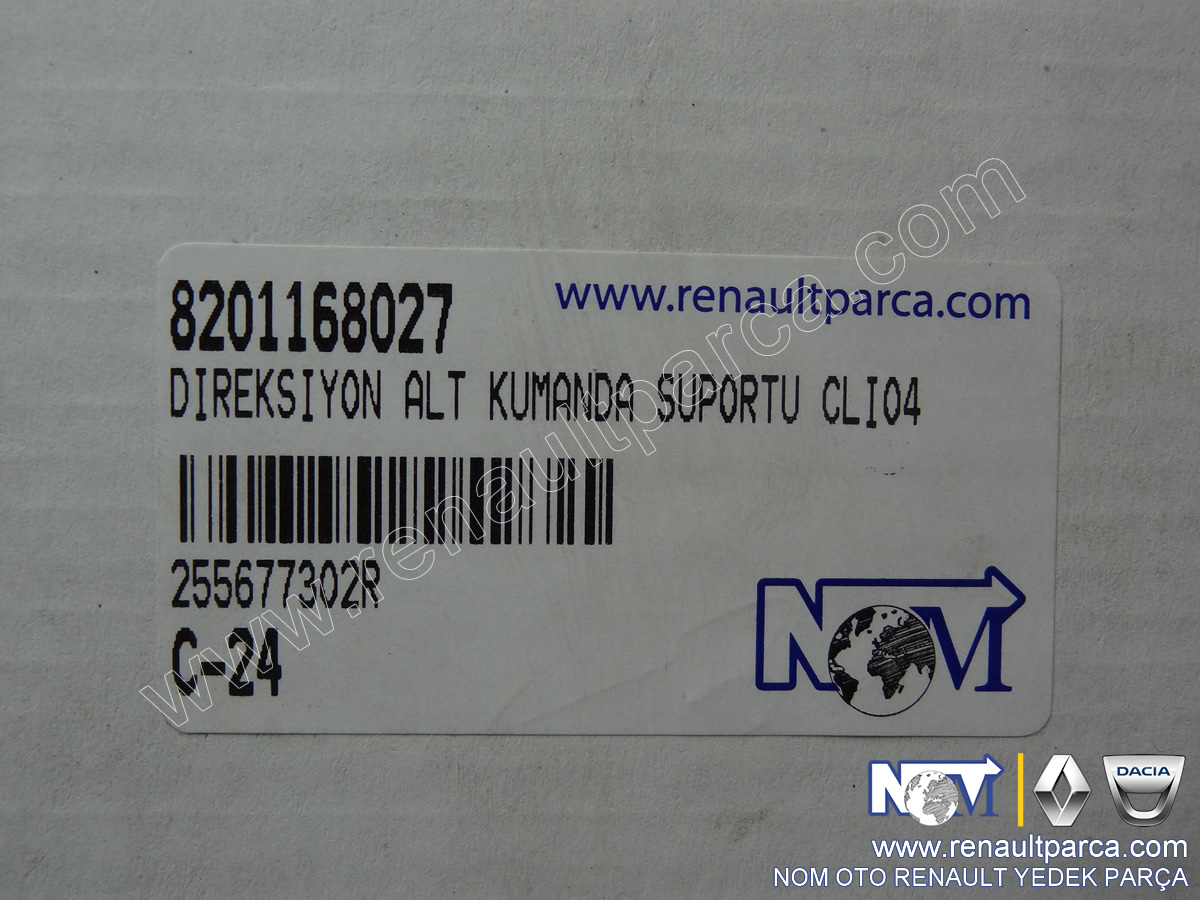 8201168027
www.renaultparca.com
DIREKSIYON ALT KUMANDA SUPORTU CLIO4
255677302R
C-24
NOM
www.renaultparca.com
NOM
DACIA
www.renaultparca.com
NOM OTO RENAULT YEDEK PARÇA